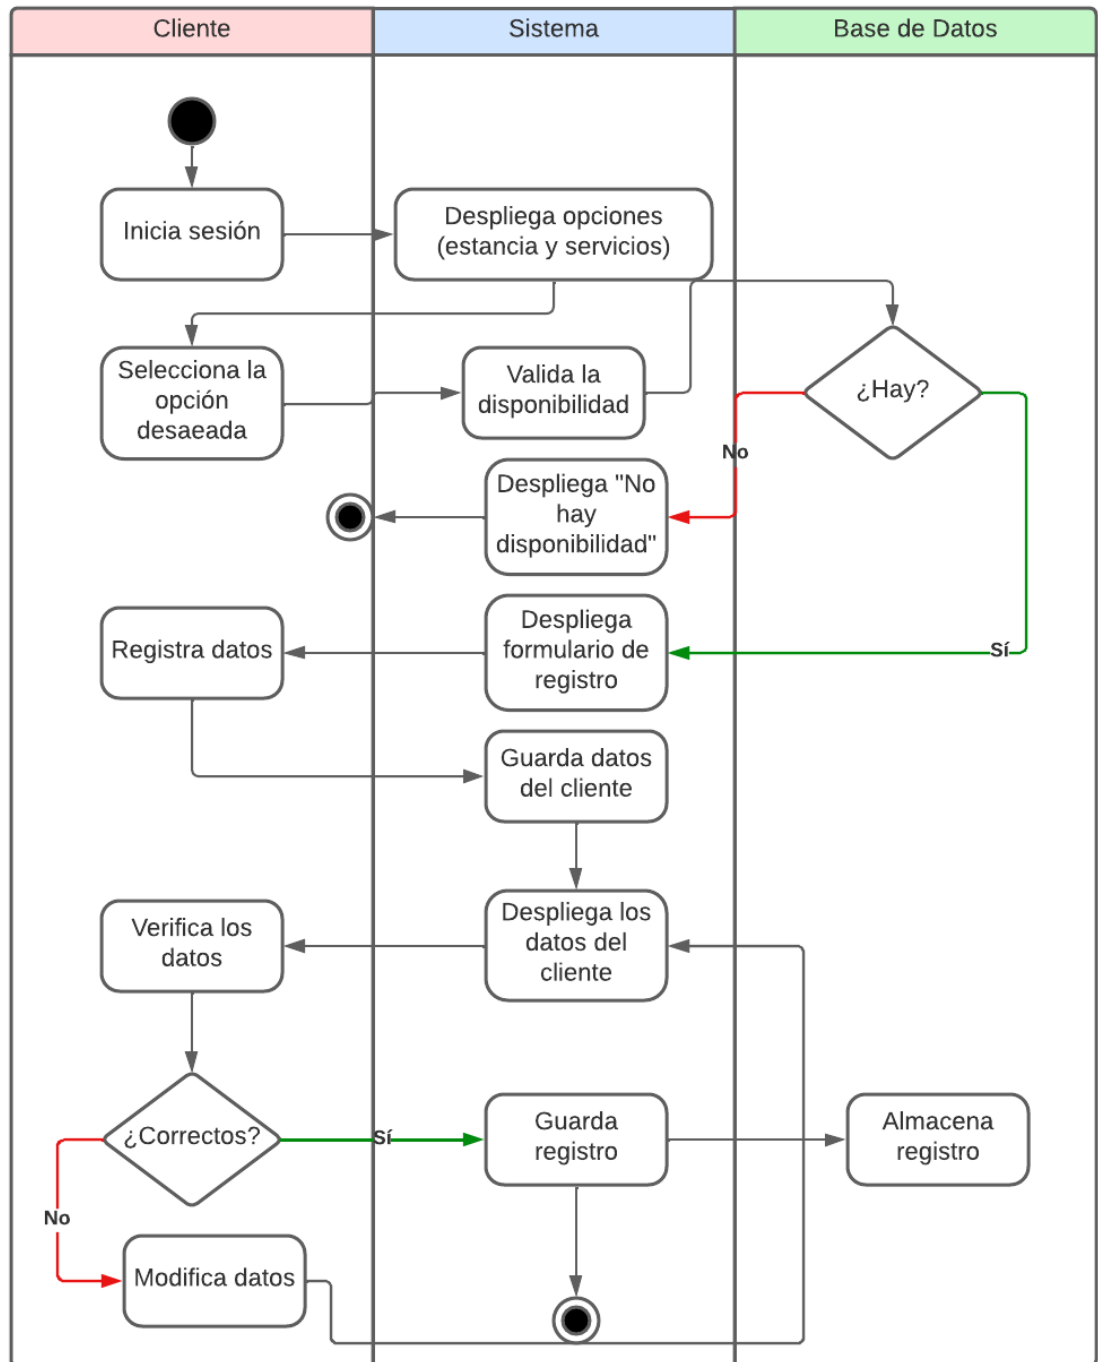 Cliente
Sistema
Base de Datos
Inicia sesión
Despliega opciones
(estancia y servicios)
Selecciona la
opción
desaeada
Valida la
disponibilidad
¿Hay?
No
Despliega "No
hay
disponibilidad"
Registra datos
Despliega
formulario de
registro
Sí
Guarda datos
del cliente
Verifica los
datos
Despliega los
datos del
cliente
¿Correctos?
Sí
Guarda
registro
Almacena
registro
No
Modifica datos